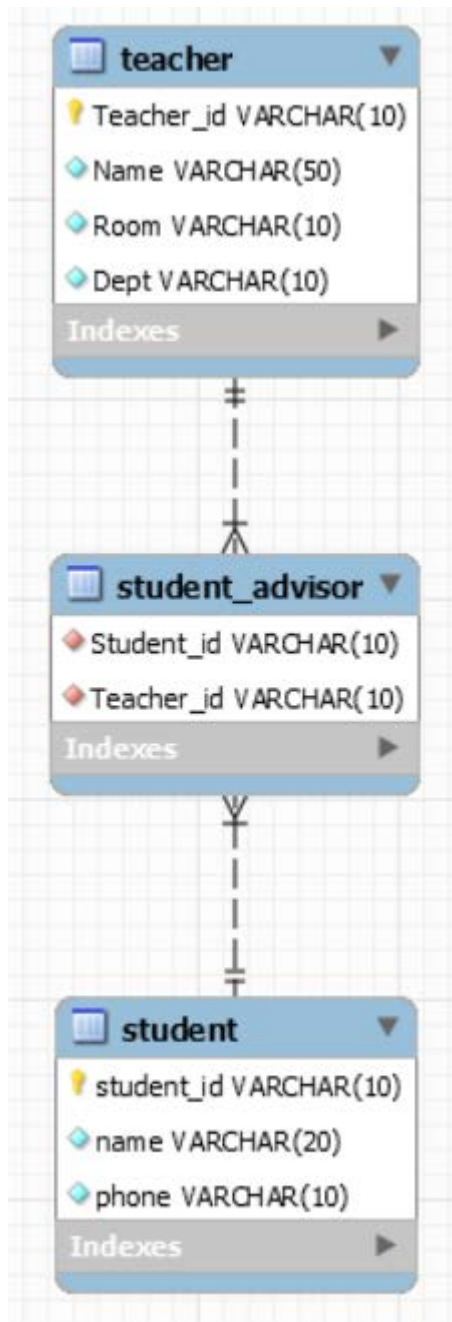 teacher
Teacher_id VARCHAR(10)
Name VARCHAR(50)
Room VARCHAR(10)
Dept VARCHAR(10)
Indexes
student_advisor
Student_id VARCHAR(10)
Teacher_id VARCHAR(10)
Indexes
student
student_id VARCHAR(10)
name VARCHAR(20)
phone VARCHAR(10)
Indexes